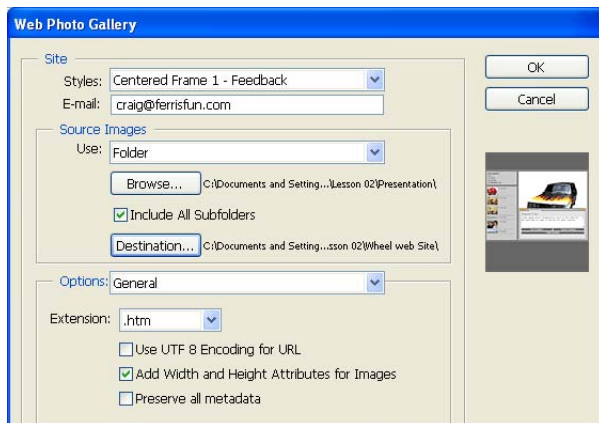 Web Photo Gallery
Site
Styles: Centered Frame 1 - Feedback
E-mail: craig@ferrisfun.com
Source Images
Use: Folder
Browse... C:\Documents and Setting...\Lesson 02\Presentation\
Include All Subfolders
Destination... C:\Documents and Setting...sson 02\Wheel web Site\
Options: General
Extension: .htm
Use UTF 8 Encoding for URL
Add Width and Height Attributes for Images
Preserve all metadata
OK
Cancel